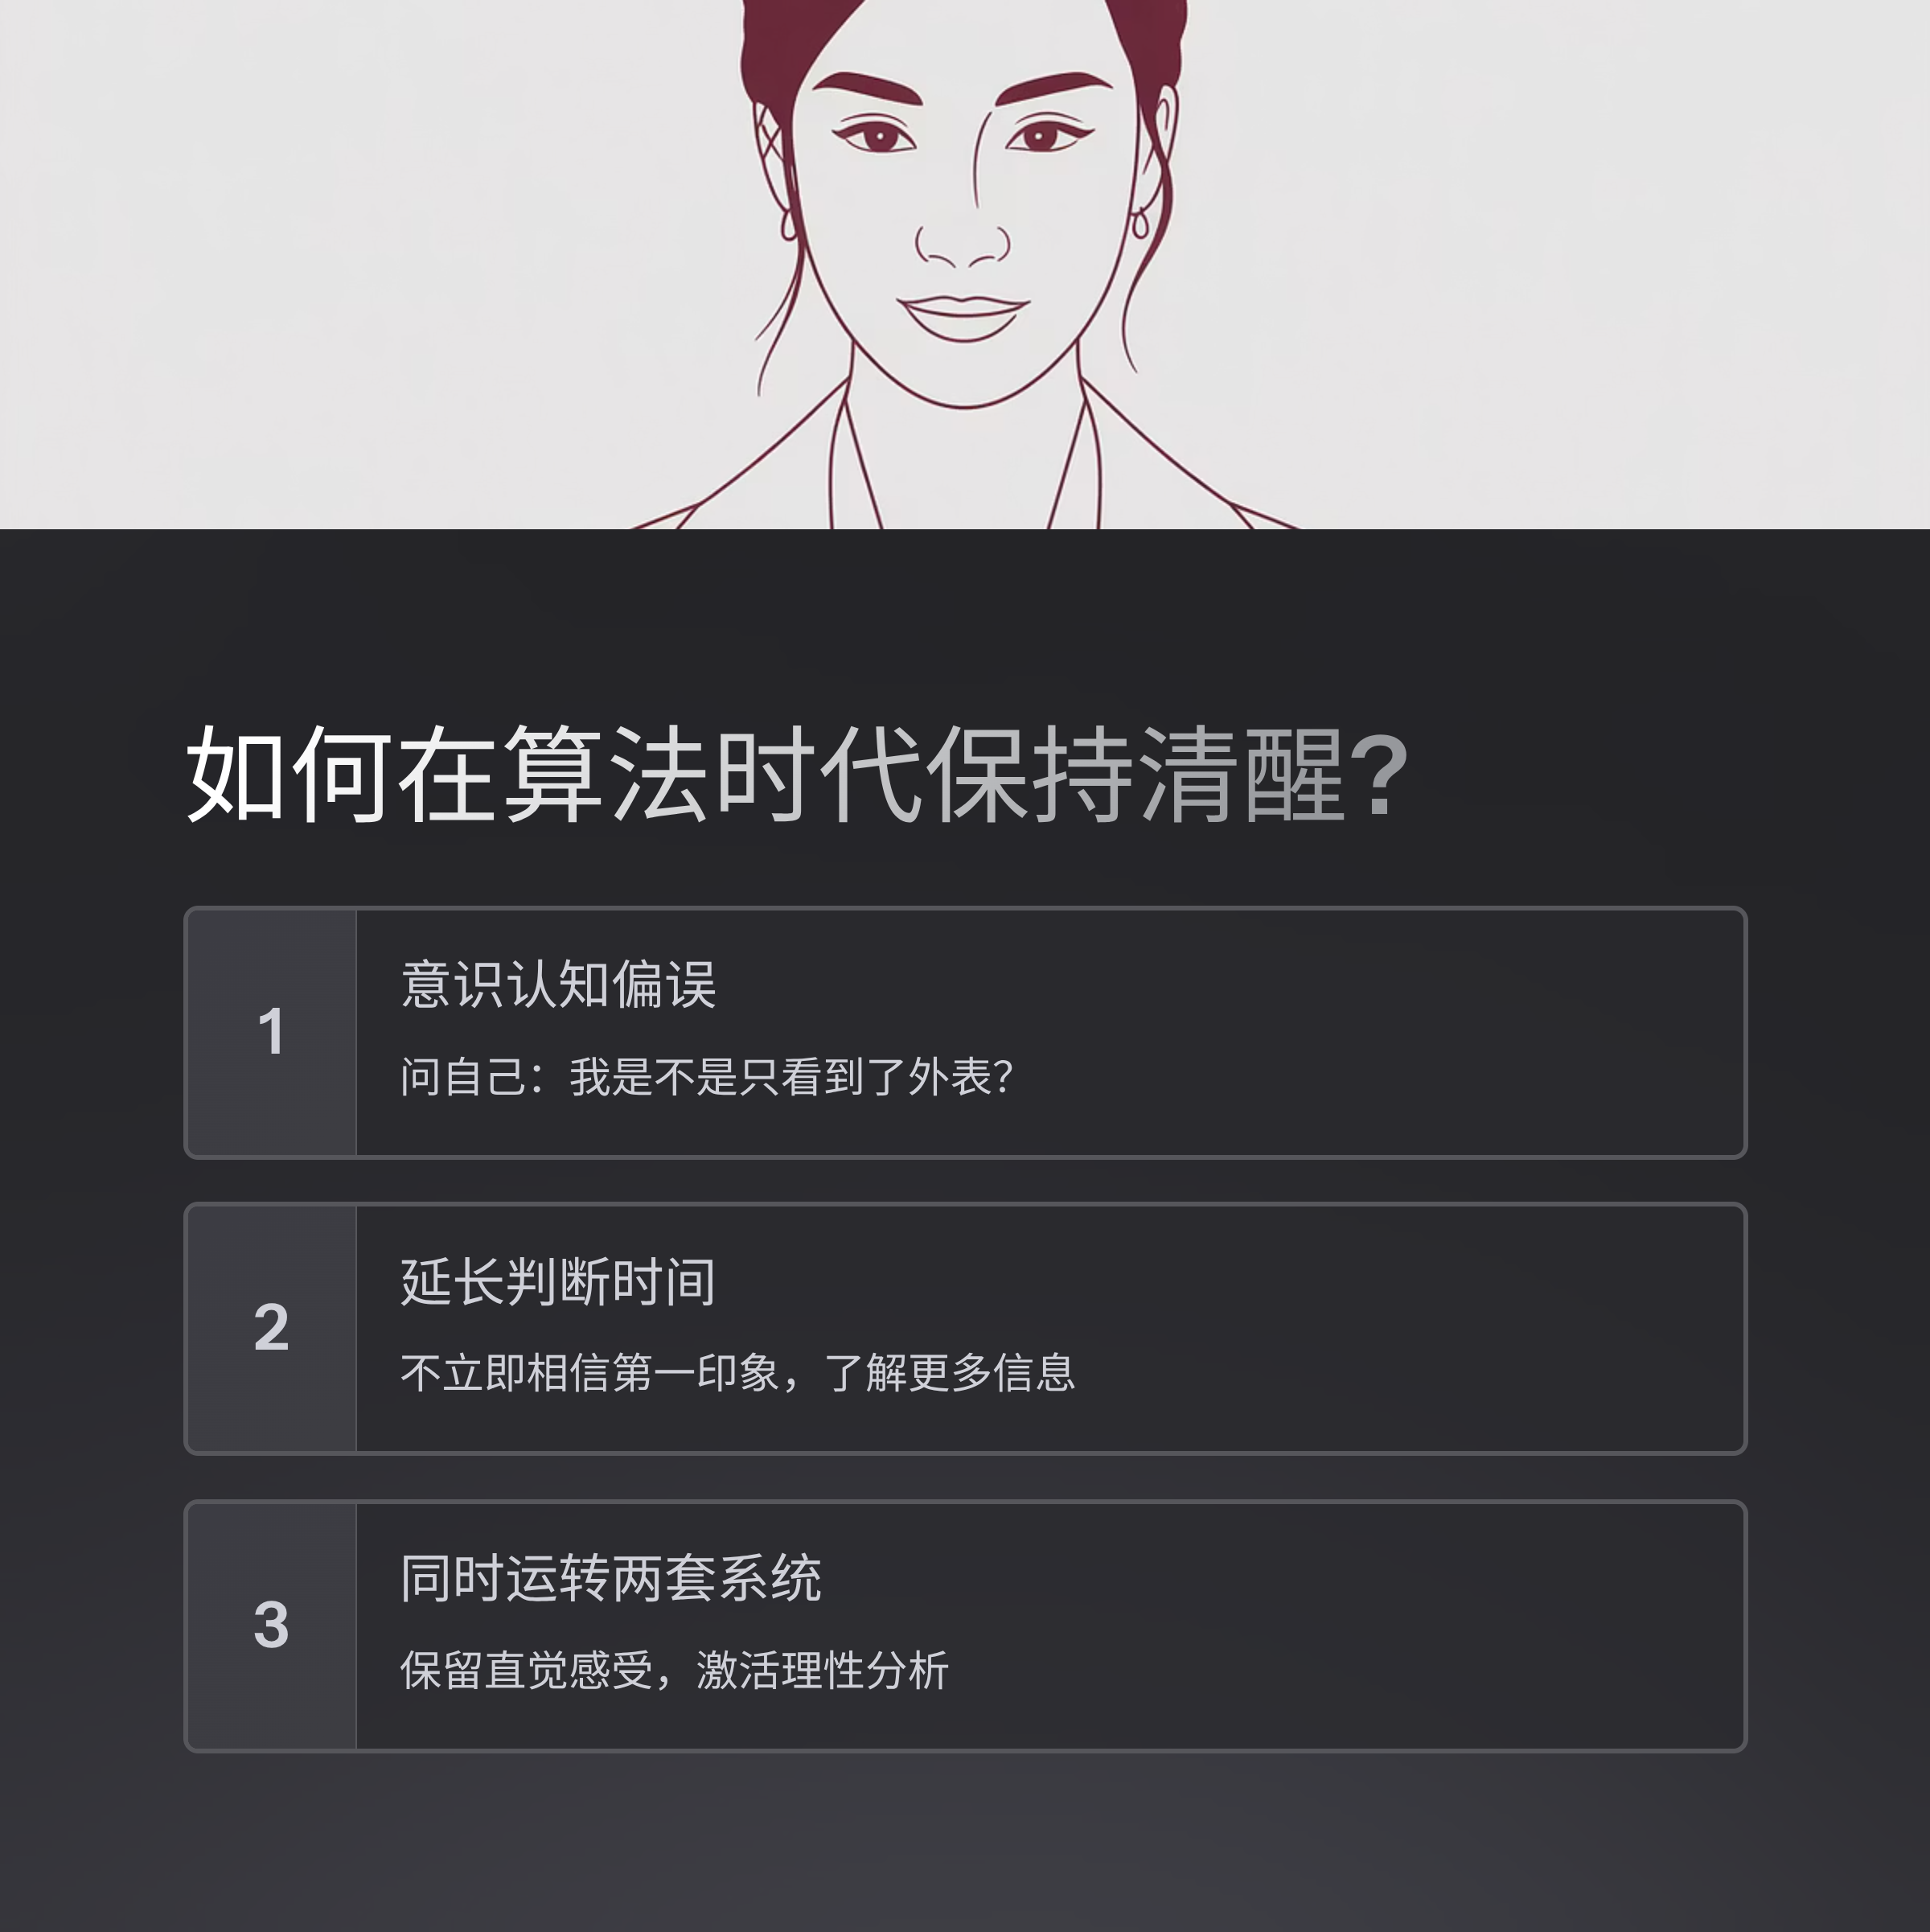 如何在算法时代保持清醒?
1
意识认知偏误
问自己：我是不是只看到了外表?
2
延长判断时间
不立即相信第一印象，了解更多信息
3
同时运转两套系统
保留直觉感受，激活理性分析